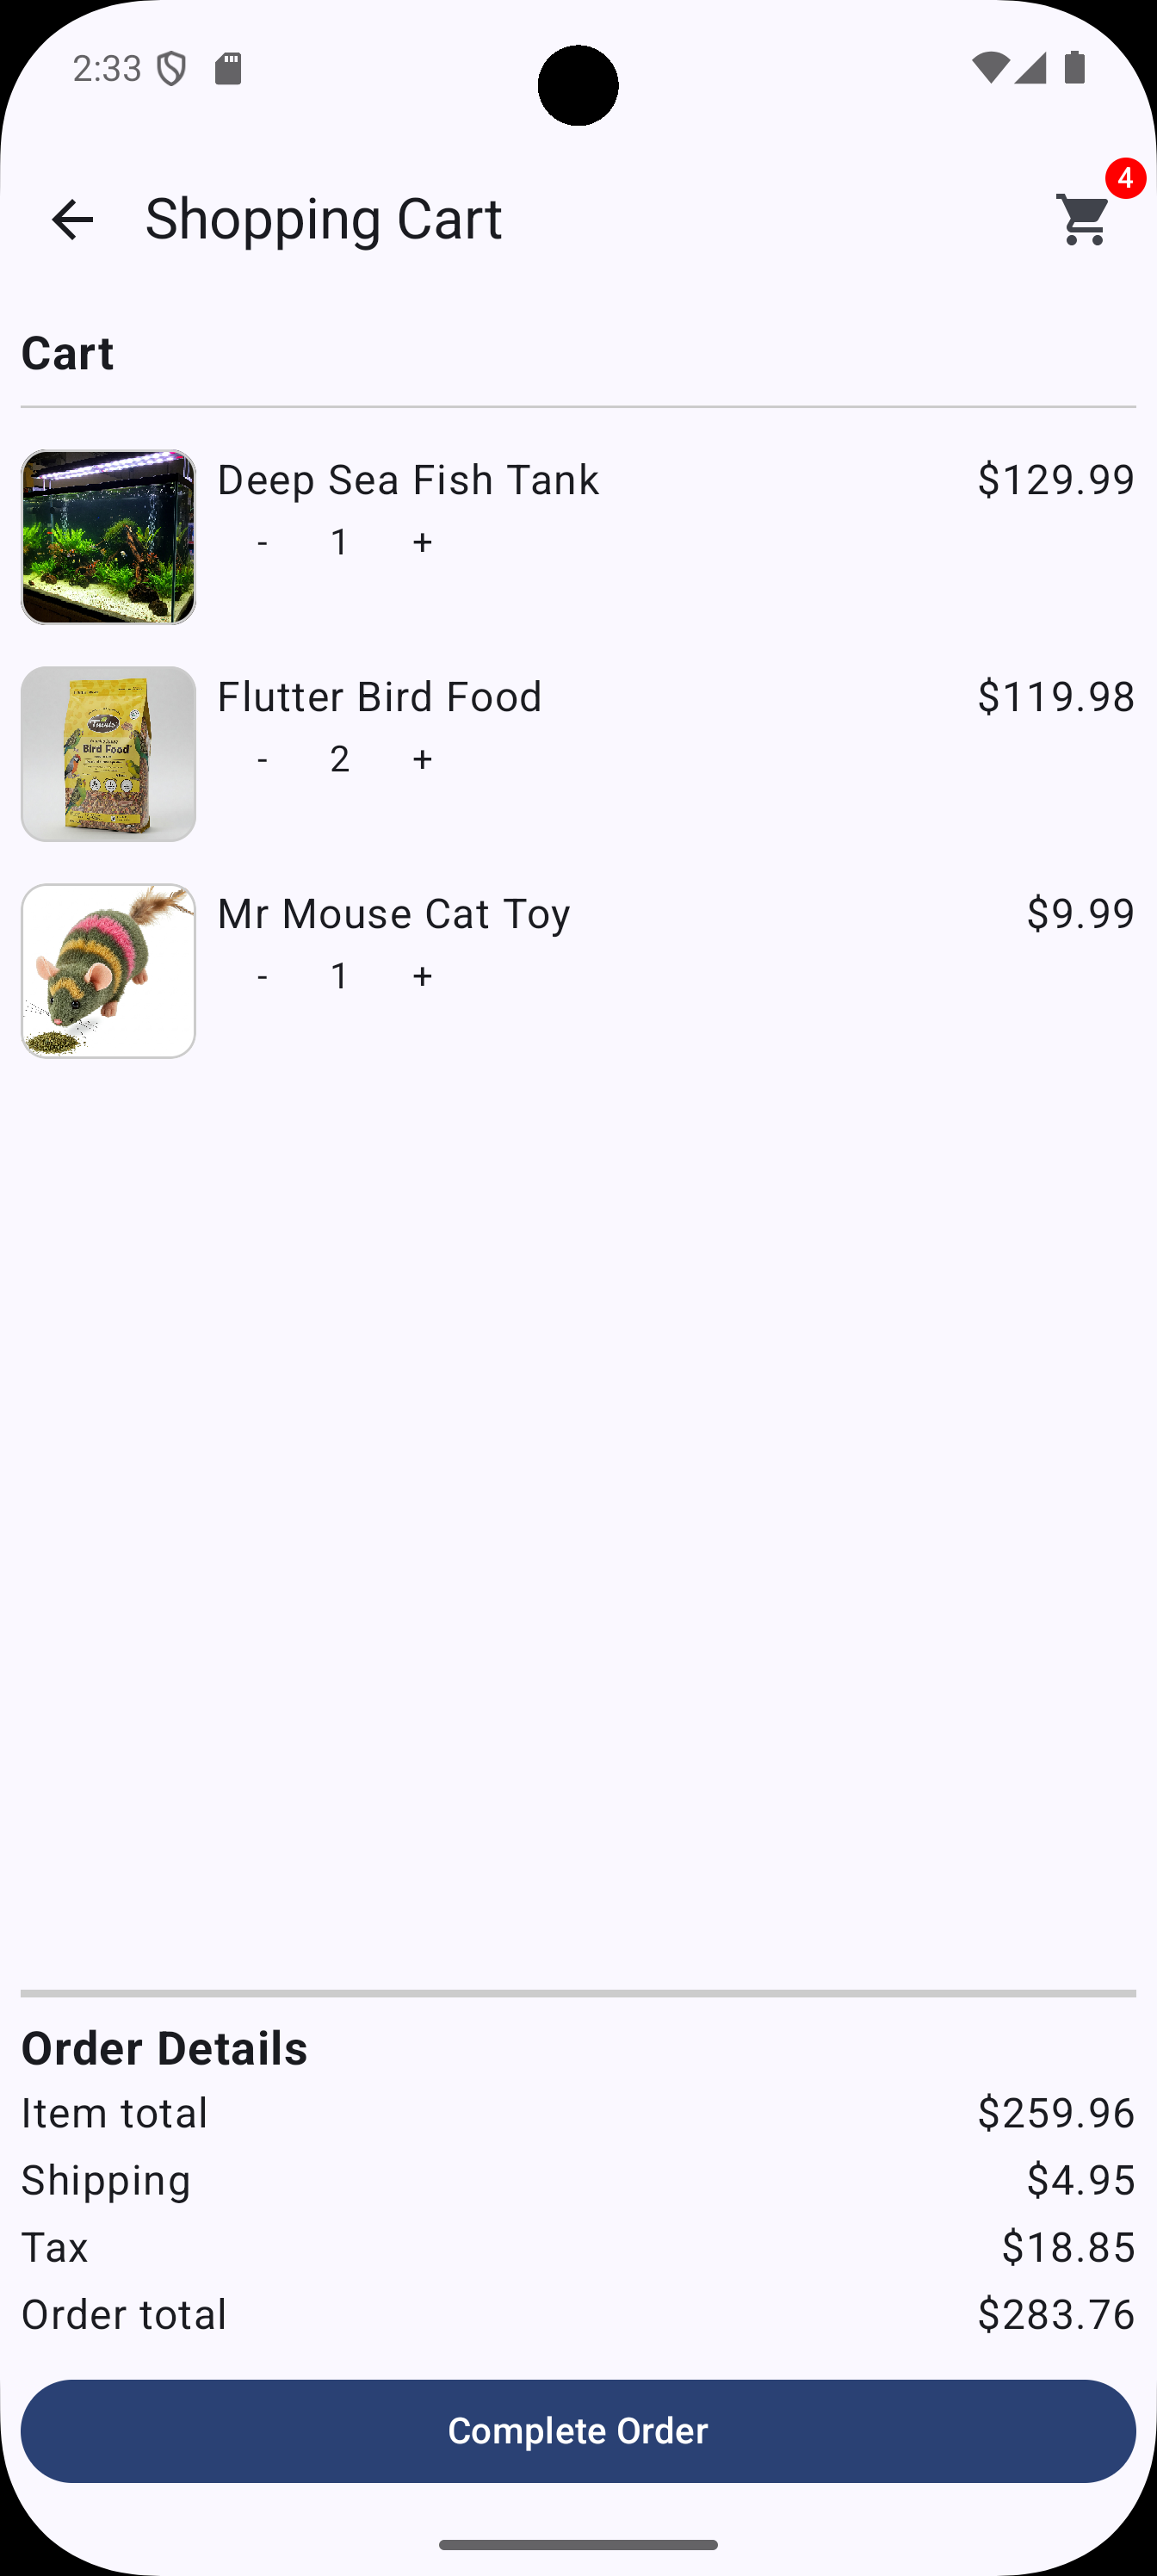 2:33
Shopping Cart
4
Cart
Deep Sea Fish Tank $129.99
- 1 +
Flutter Bird Food $119.98
- 2 +
Bird Food
Mr Mouse Cat Toy $9.99
- 1 +
Order Details
Item total $259.96
Shipping $4.95
Tax $18.85
Order total $283.76
Complete Order